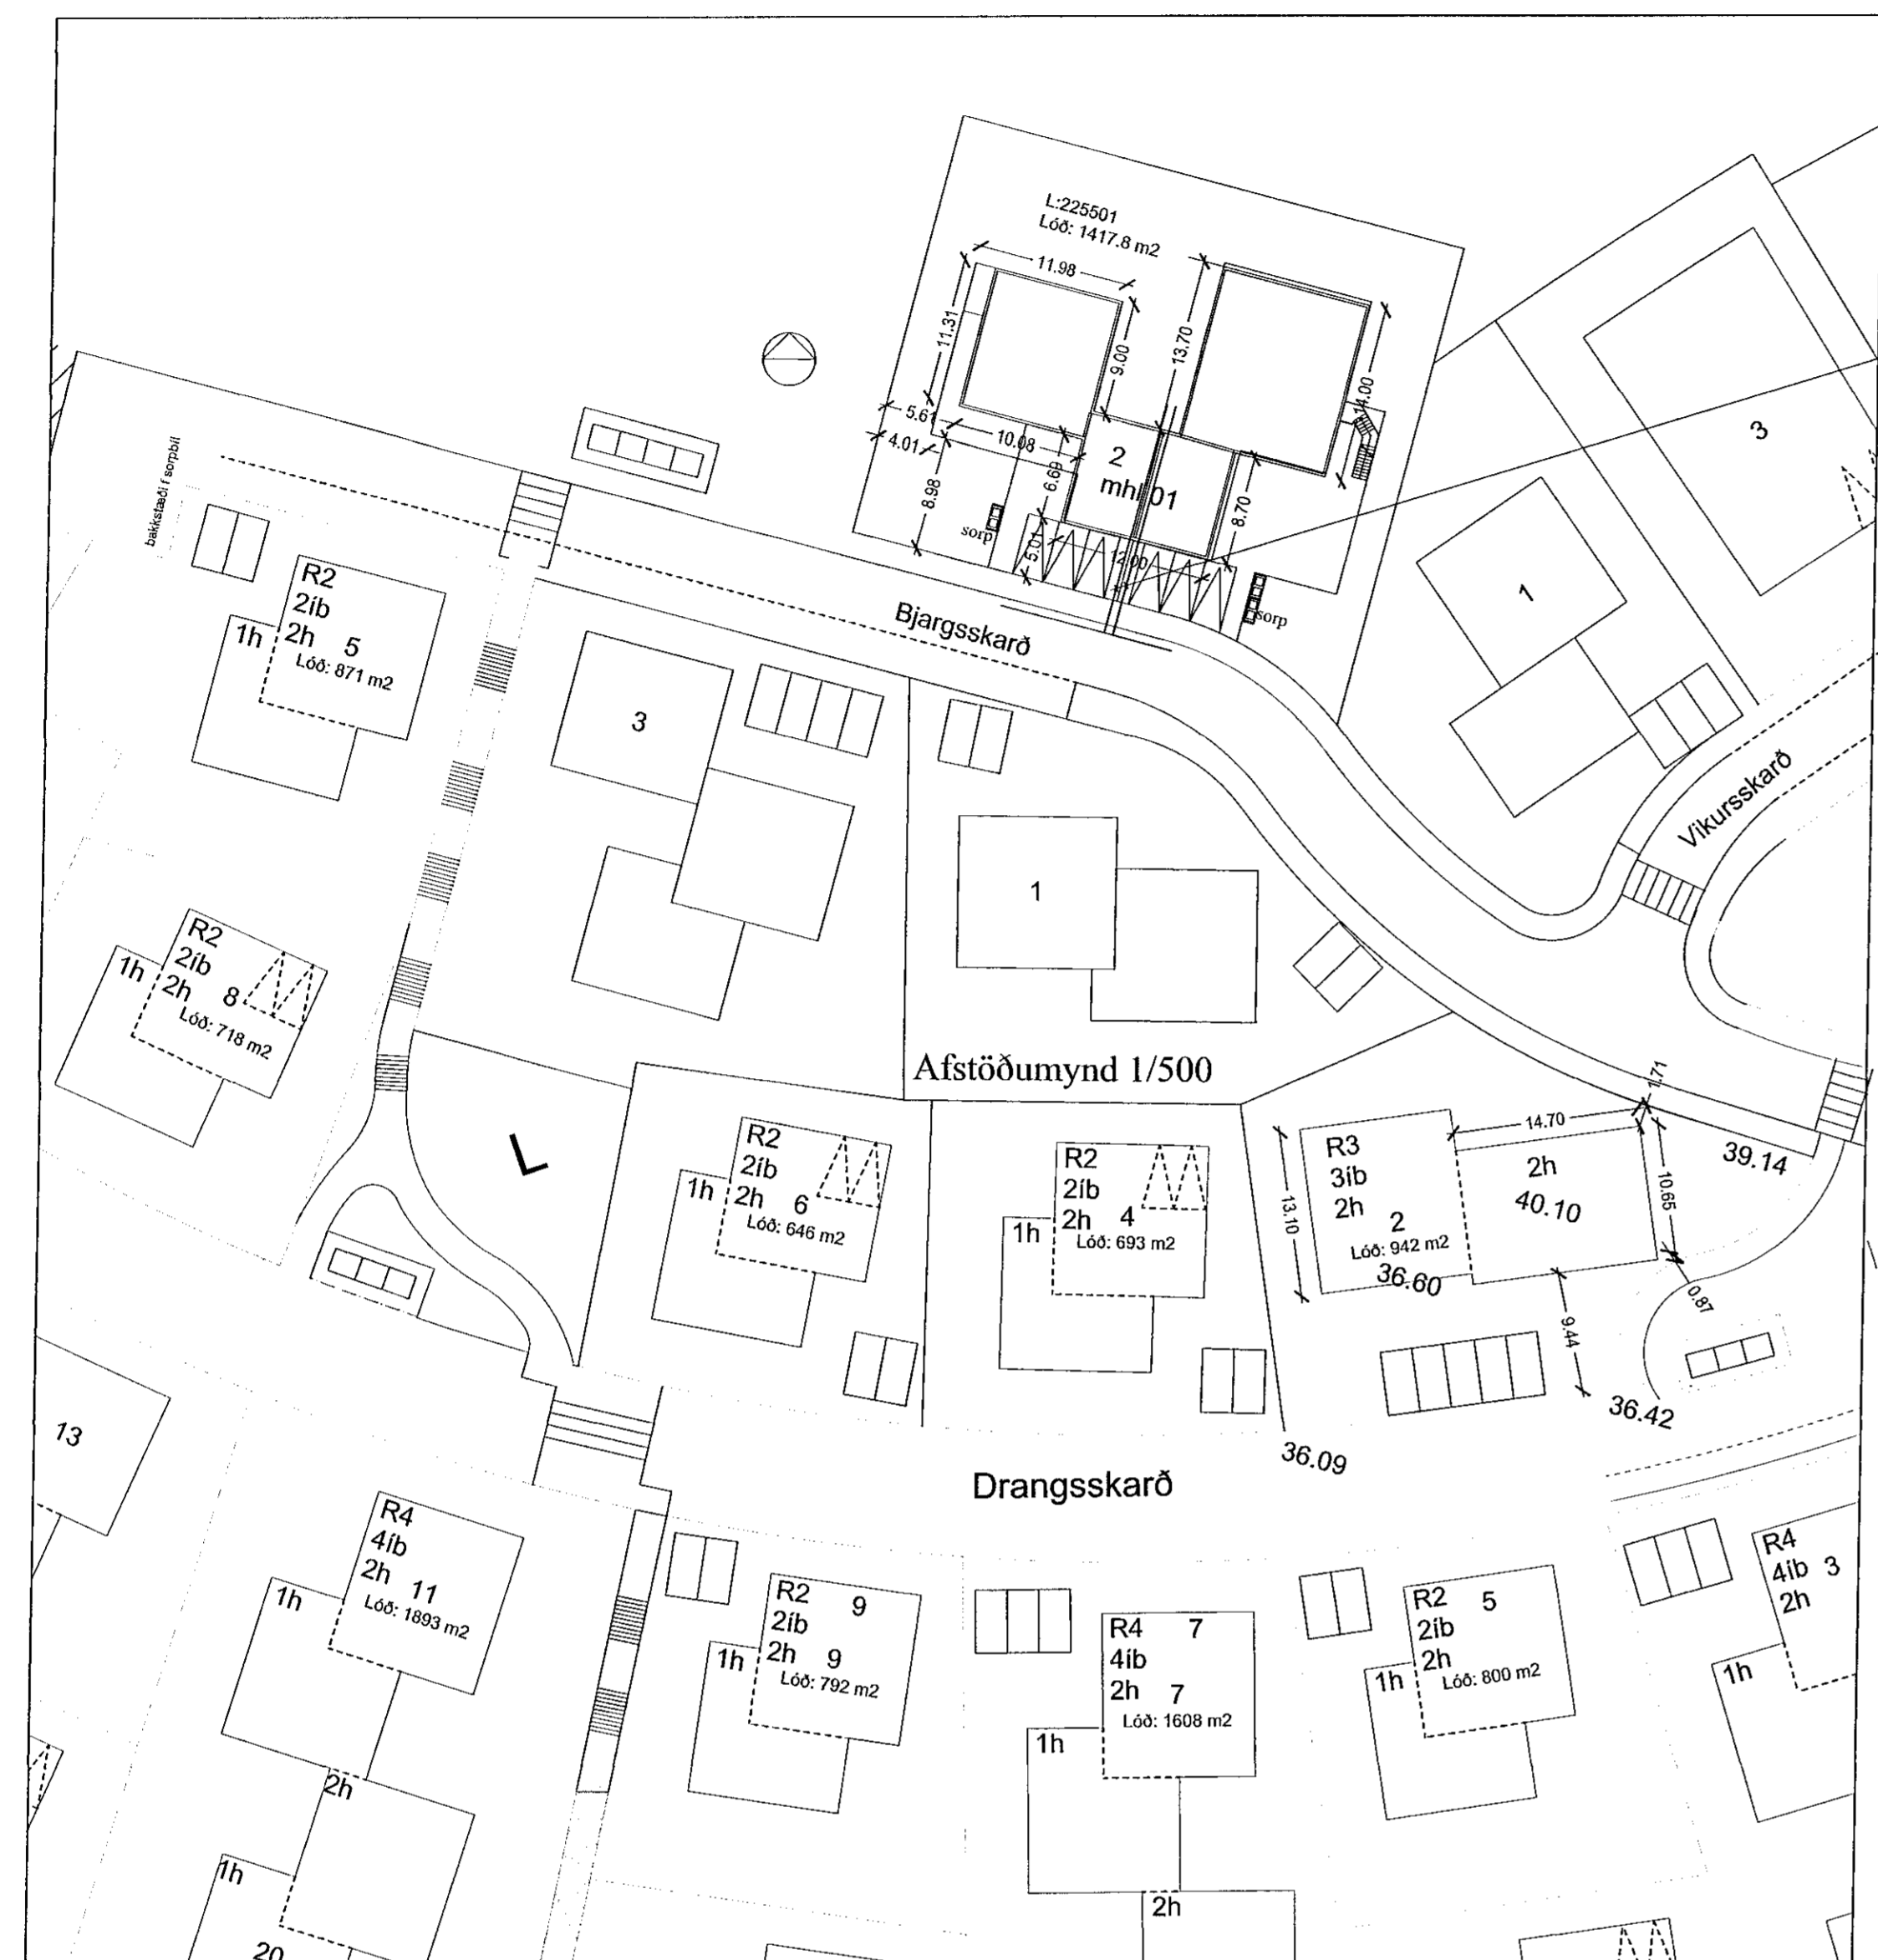 L:225501
Lóð: 1417.8 m2
11.98
11.31
9.00
13.70
14.00
5.61
4.01
10.08
6.69
8.98
2
mhl 01
8.70
sorp
5.01
12.00
sorp
3
1
bakkstæði f sorpbíl
Bjargsskarð
Vikursskarð
R2
2íb
1h
2h 5
Lóð: 871 m2
3
1
R2
2íb
1h
2h 8
Lóð: 718 m2
Afstöðumynd 1/500
L
R2
2íb
1h
2h 6
Lóð: 646 m2
R2
2íb
1h
2h 4
Lóð: 693 m2
1.71
14.70
39.14
R3
3íb
2h
2
Lóð: 942 m2
36.60
13.10
2h
40.10
10.65
0.87
9.44
36.42
36.09
Drangsskarð
13
R4
4íb
2h 11
1h
Lóð: 1893 m2
2h
1h
20
R2 9
2íb
1h
2h 9
Lóð: 792 m2
R4 7
4íb
2h 7
Lóð: 1608 m2
1h
2h
R2 5
2íb
2h
1h
Lóð: 800 m2
R4
4íb 3
2h
1h